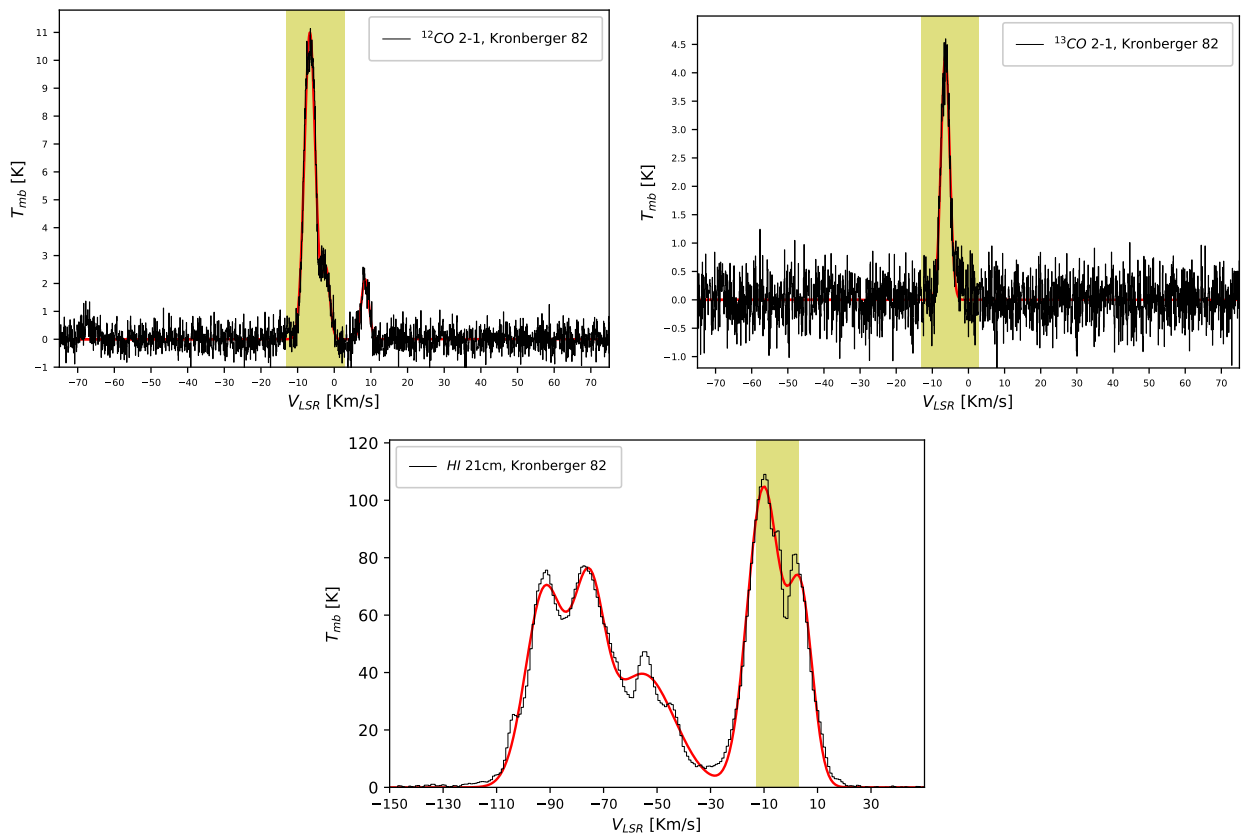 11
10
9
8
7
6
5
4
3
2
1
0
−1
T_mb [K]
¹²CO 2-1, Kronberger 82
−70 −60 −50 −40 −30 −20 −10 0 10 20 30 40 50 60 70
V_LSR [Km/s]
4.5
4.0
3.5
3.0
2.5
2.0
1.5
1.0
0.5
0.0
−0.5
−1.0
T_mb [K]
¹³CO 2-1, Kronberger 82
−70 −60 −50 −40 −30 −20 −10 0 10 20 30 40 50 60 70
V_LSR [Km/s]
120
100
80
60
40
20
0
T_mb [K]
HI 21cm, Kronberger 82
−150 −130 −110 −90 −70 −50 −30 −10 10 30
V_LSR [Km/s]